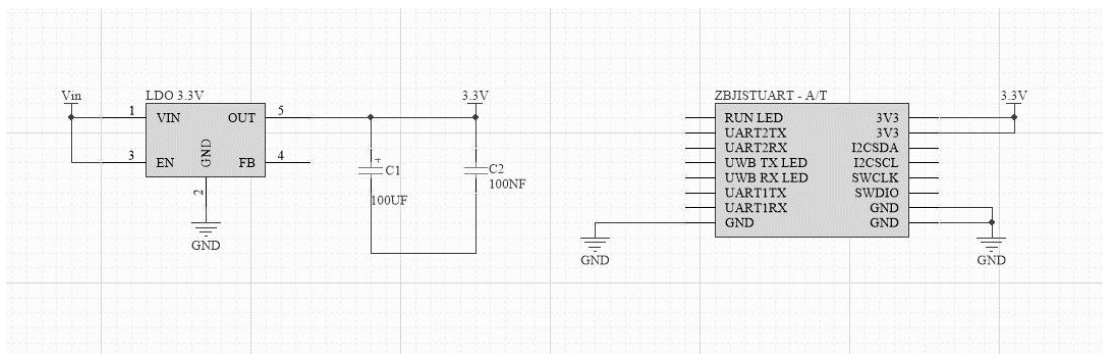 Vin
LDO 3.3V
1
VIN
OUT
5
3
EN
GND
FB
4
2
GND
3.3V
+
C1
100UF
C2
100NF
ZBJISTUART - A/T
RUN LED
UART2TX
UART2RX
UWB TX LED
UWB RX LED
UART1TX
UART1RX
GND
3V3
3V3
I2CSDA
I2CSCL
SWCLK
SWDIO
GND
GND
3.3V
GND
GND